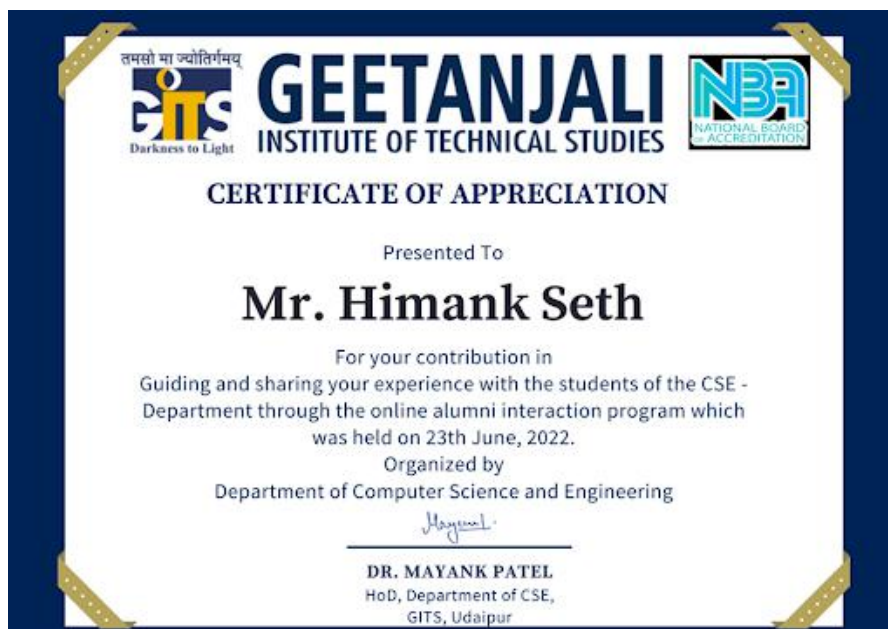 तमसो मा ज्योतिर्गमय्
GITS
Darkness to Light
GEETANJALI
INSTITUTE OF TECHNICAL STUDIES
NBA
NATIONAL BOARD
OF ACCREDITATION
CERTIFICATE OF APPRECIATION
Presented To
Mr. Himank Seth
For your contribution in
Guiding and sharing your experience with the students of the CSE -
Department through the online alumni interaction program which
was held on 23th June, 2022.
Organized by
Department of Computer Science and Engineering
DR. MAYANK PATEL
HoD, Department of CSE,
GITS, Udaipur